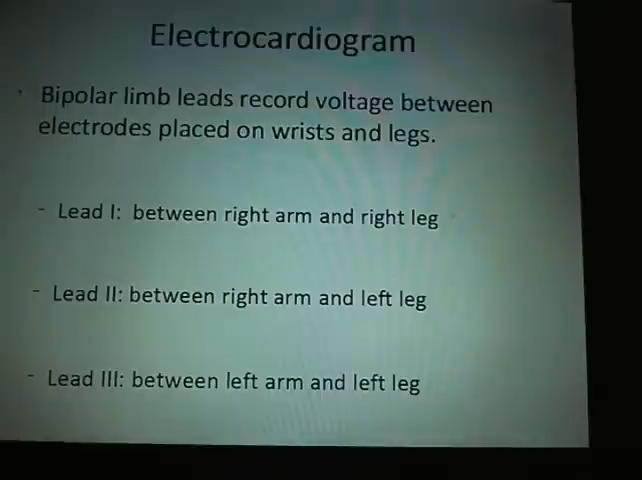 Electrocardiogram
· Bipolar limb leads record voltage between
electrodes placed on wrists and legs.
- Lead I: between right arm and right leg
- Lead II: between right arm and left leg
- Lead III: between left arm and left leg